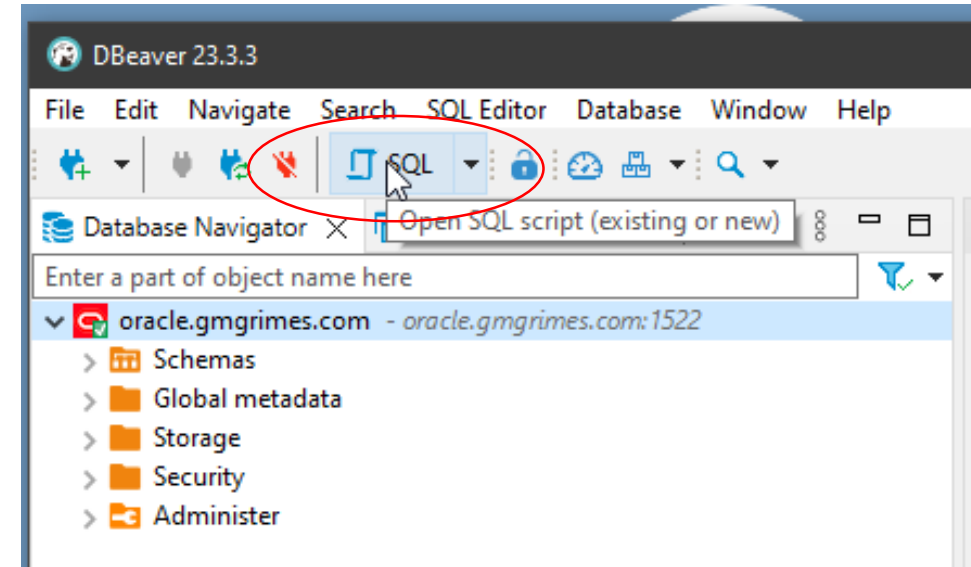 DBeaver 23.3.3
File Edit Navigate Search SQL Editor Database Window Help
SQL
Database Navigator
Open SQL script (existing or new)
Enter a part of object name here
oracle.gmgrimes.com - oracle.gmgrimes.com:1522
Schemas
Global metadata
Storage
Security
Administer